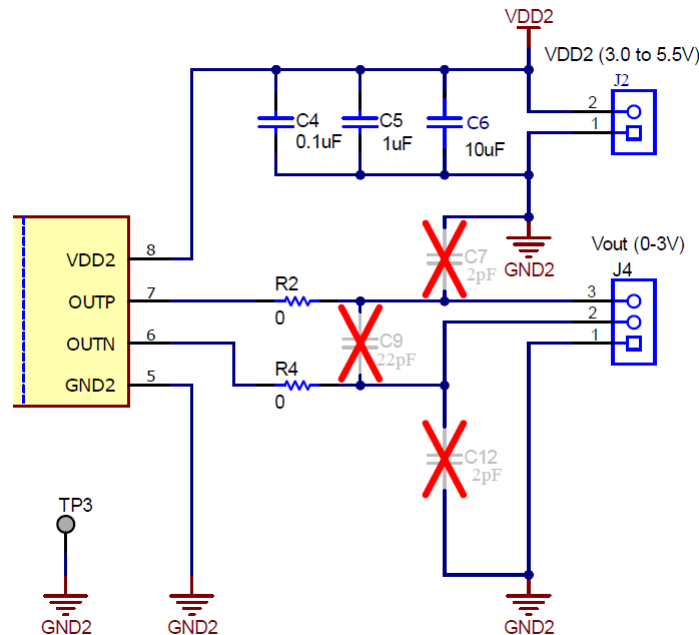 VDD2
VDD2 (3.0 to 5.5V)
J2
2
1
C4
0.1uF
C5
1uF
C6
10uF
VDD2
8
OUTP
7
OUTN
6
GND2
5
R2
0
R4
0
C7
2pF
C9
22pF
C12
2pF
GND2
Vout (0-3V)
J4
3
2
1
TP3
GND2
GND2
GND2